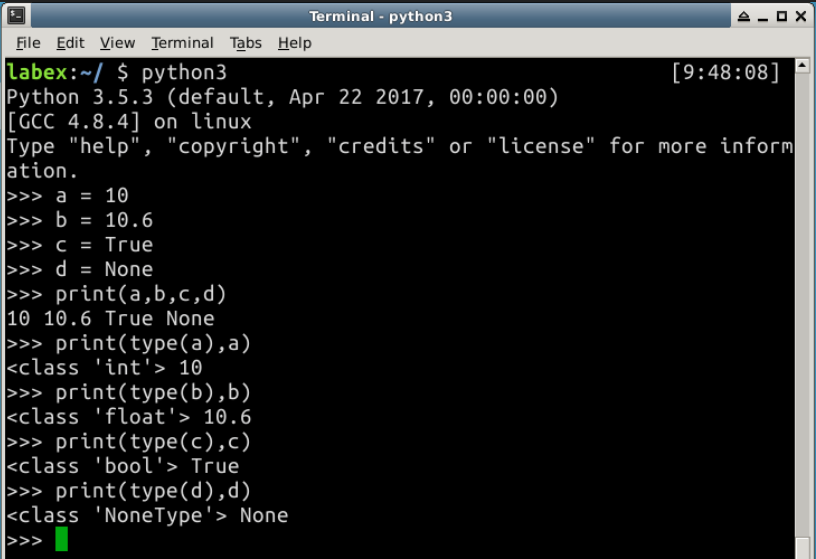 Terminal - python3
File Edit View Terminal Tabs Help
labex:~/ $ python3 [9:48:08]
Python 3.5.3 (default, Apr 22 2017, 00:00:00)
[GCC 4.8.4] on linux
Type "help", "copyright", "credits" or "license" for more inform
ation.
>>> a = 10
>>> b = 10.6
>>> c = True
>>> d = None
>>> print(a,b,c,d)
10 10.6 True None
>>> print(type(a),a)
<class 'int'> 10
>>> print(type(b),b)
<class 'float'> 10.6
>>> print(type(c),c)
<class 'bool'> True
>>> print(type(d),d)
<class 'NoneType'> None
>>>